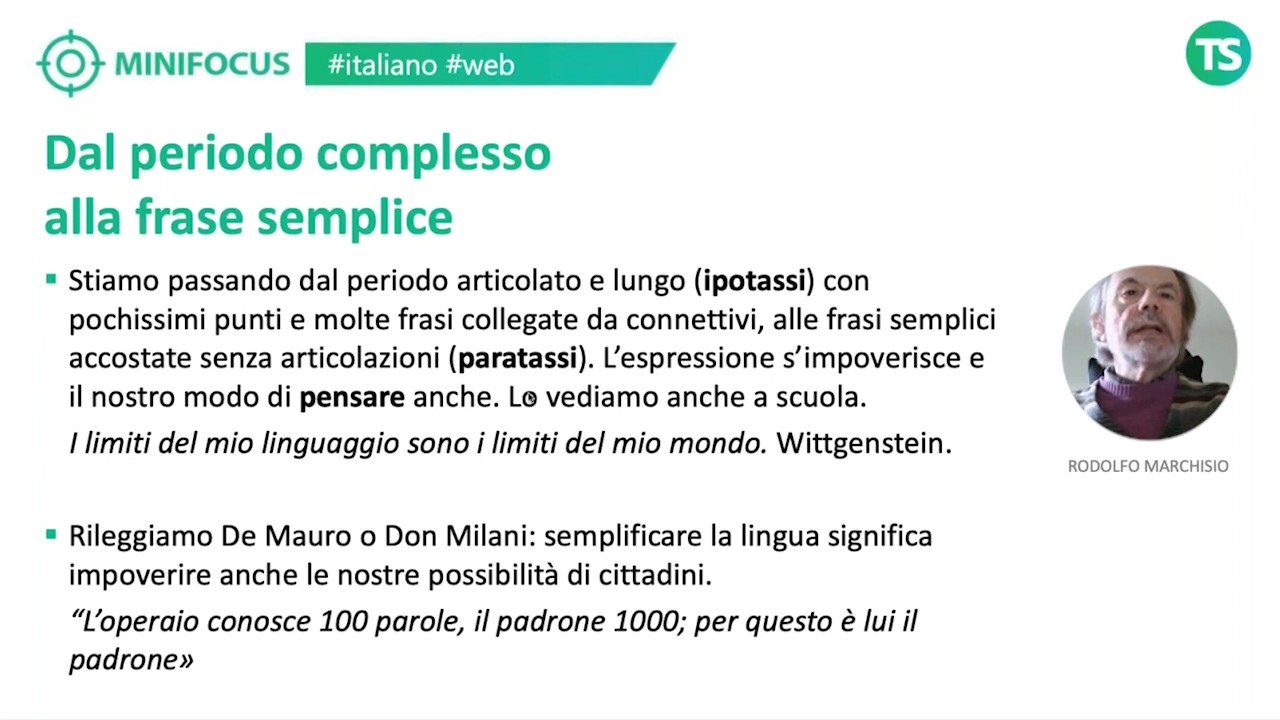 MINIFOCUS
#italiano #web
TS
Dal periodo complesso
alla frase semplice
Stiamo passando dal periodo articolato e lungo (ipotassi) con
pochissimi punti e molte frasi collegate da connettivi, alle frasi semplici
accostate senza articolazioni (paratassi). L’espressione s’impoverisce e
il nostro modo di pensare anche. Lo vediamo anche a scuola.
I limiti del mio linguaggio sono i limiti del mio mondo. Wittgenstein.
RODOLFO MARCHISIO
Rileggiamo De Mauro o Don Milani: semplificare la lingua significa
impoverire anche le nostre possibilità di cittadini.
“L’operaio conosce 100 parole, il padrone 1000; per questo è lui il
padrone»